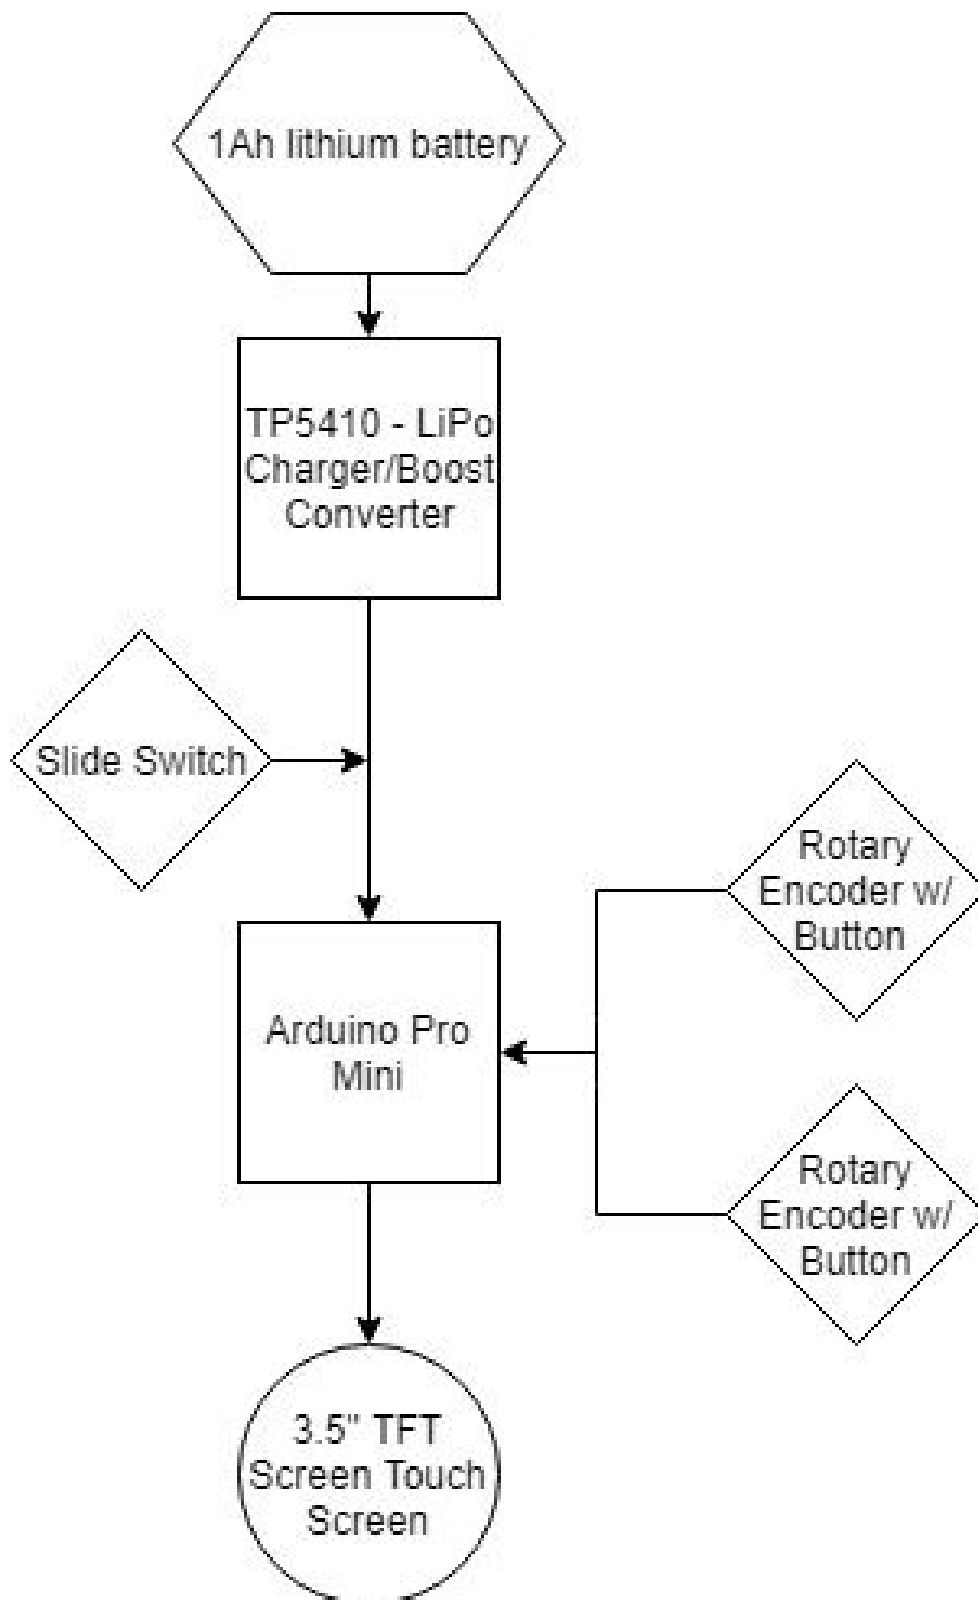 1Ah lithium battery
TP5410 - LiPo
Charger/Boost
Converter
Slide Switch
Rotary
Encoder w/
Button
Arduino Pro
Mini
Rotary
Encoder w/
Button
3.5" TFT
Screen Touch
Screen